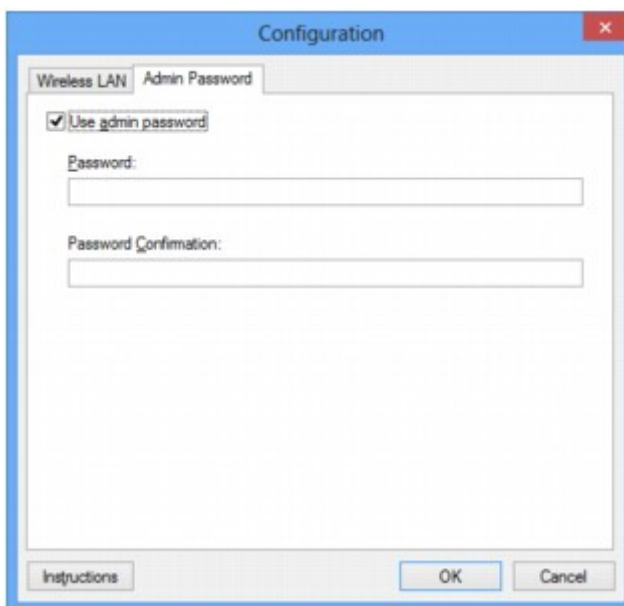 Configuration
Wireless LAN Admin Password
Use admin password
Password:
Password Confirmation:
Instructions OK Cancel